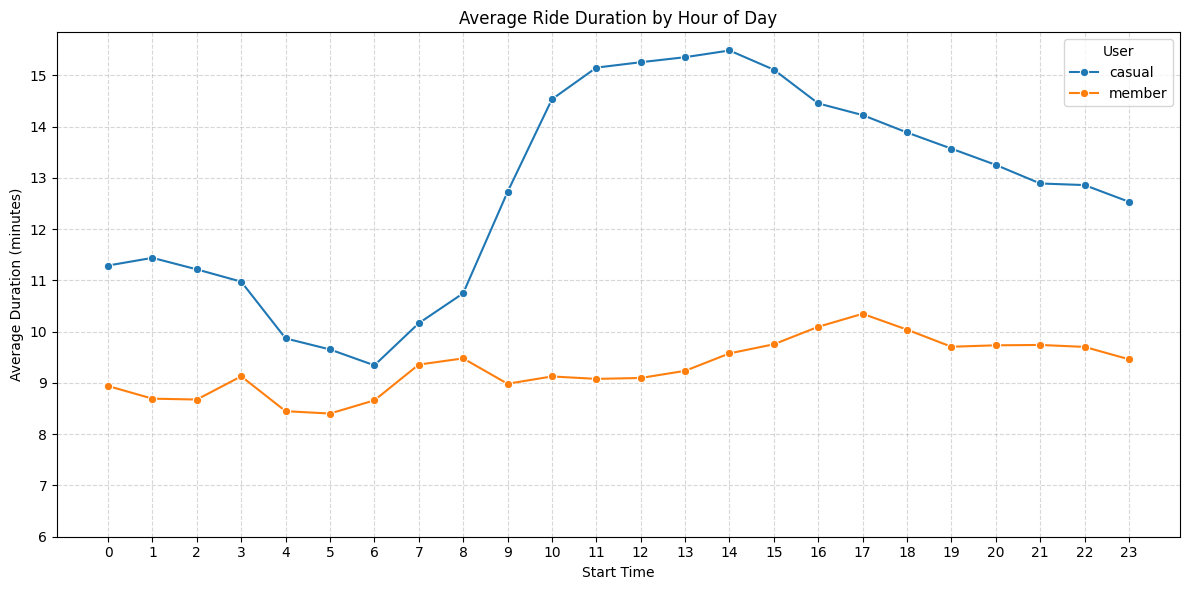 Average Ride Duration by Hour of Day
User
casual
member
Average Duration (minutes)
15
14
13
12
11
10
9
8
7
6
0 1 2 3 4 5 6 7 8 9 10 11 12 13 14 15 16 17 18 19 20 21 22 23
Start Time